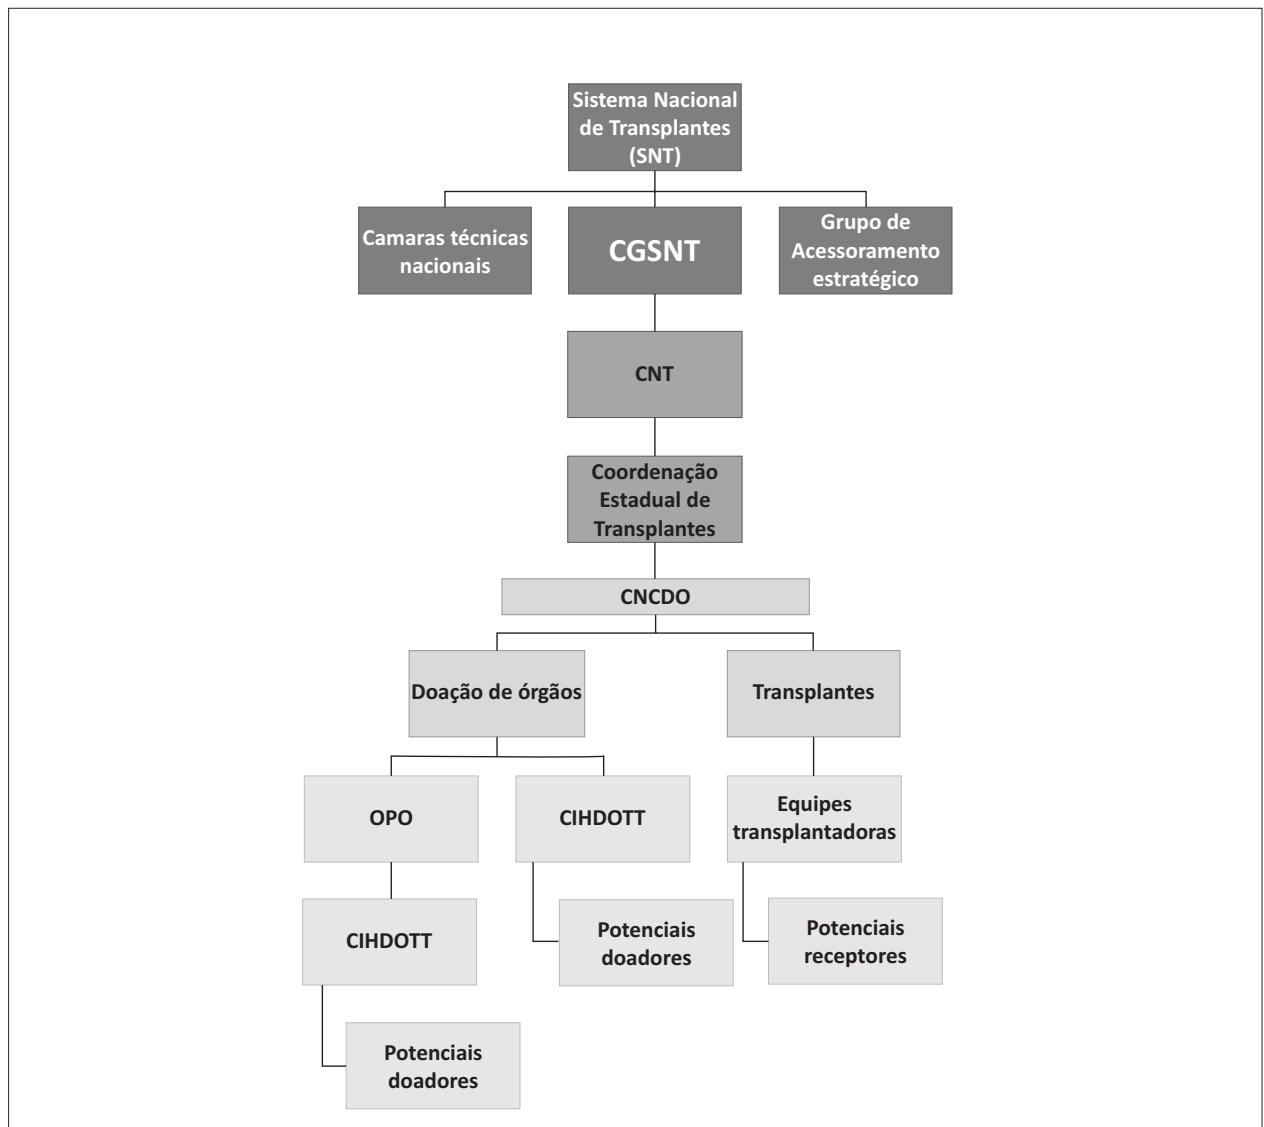 Sistema Nacional
de Transplantes
(SNT)
Camaras técnicas
nacionais
CGSNT
Grupo de
Acessoramento
estratégico
CNT
Coordenação
Estadual de
Transplantes
CNCDO
Doação de órgãos
Transplantes
OPO
CIHDOTT
Equipes
transplantadoras
CIHDOTT
Potenciais
doadores
Potenciais
receptores
Potenciais
doadores